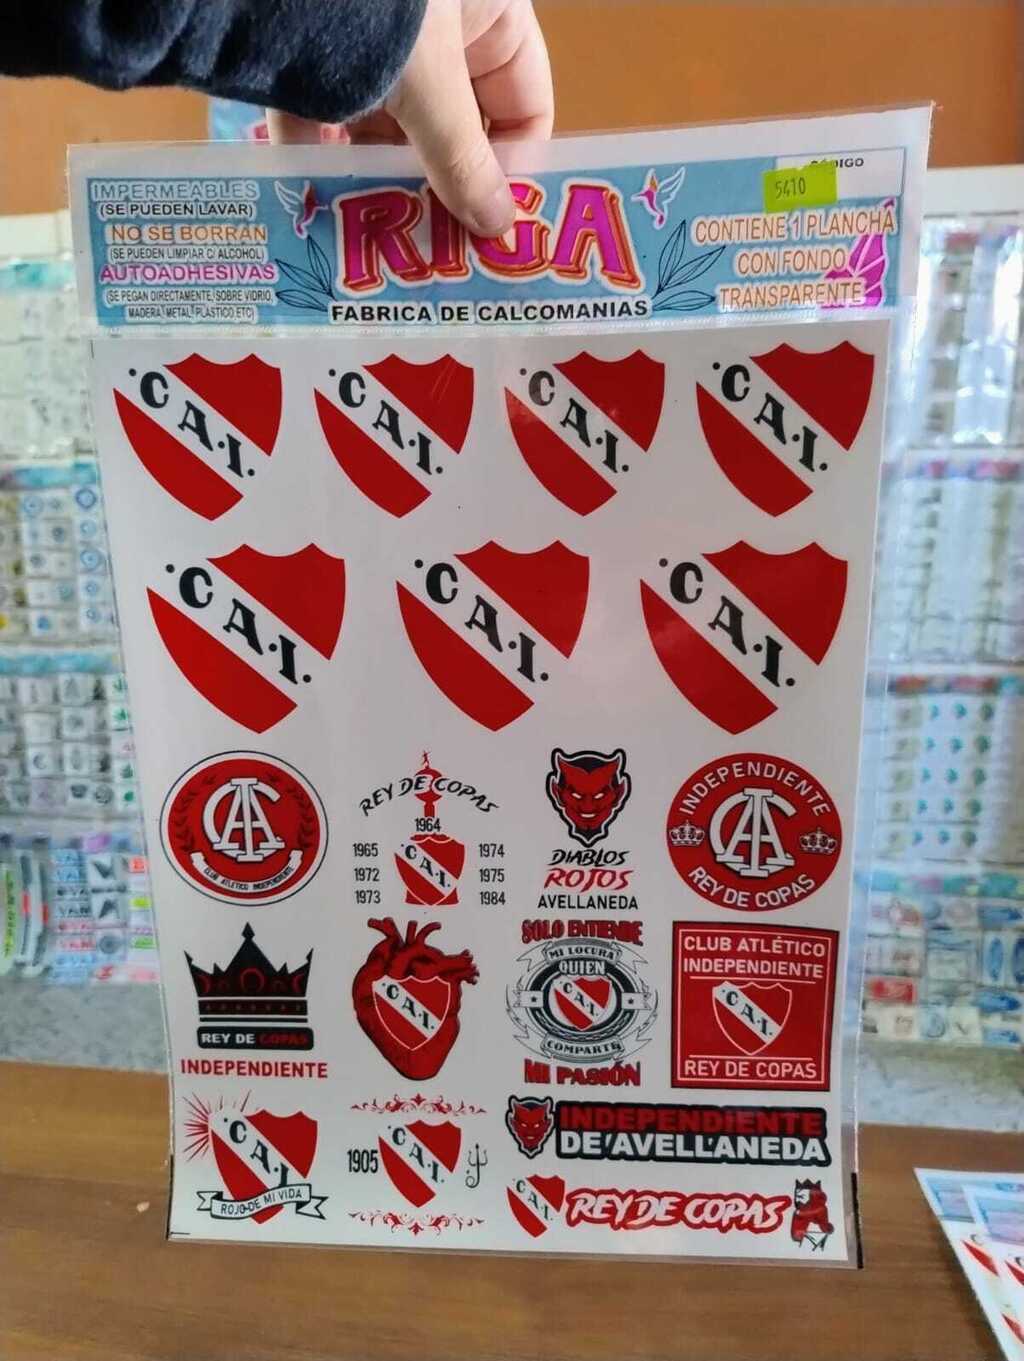 IMPERMEABLES
(SE PUEDEN LAVAR)
NO SE BORRAN
(SE PUEDEN LIMPIAR C/ ALCOHOL)
AUTOADHESIVAS
(SE PEGAN DIRECTAMENTE, SOBRE VIDRIO,
MADERA, METAL, PLASTICO, ETC)
RIGA
FABRICA DE CALCOMANIAS
CÓDIGO
5410
CONTIENE 1 PLANCHA
CON FONDO
TRANSPARENTE
·C A·I·
·C A·I·
·C A·I·
·C A·I·
·C A·I·
·C A·I·
·C A·I·
CAI
CLUB ATLETICO INDEPENDIENTE
REY DE COPAS
1964
1965
1972
1973
·C A·I·
1974
1975
1984
DIABLOS
ROJOS
AVELLANEDA
INDEPENDIENTE
CAI
REY DE COPAS
REY DE COPAS
INDEPENDIENTE
·C A·I·
SOLO ENTIENDE
MI LOCURA
QUIEN
·C A·I·
COMPARTE
MI PASIÓN
CLUB ATLÉTICO
INDEPENDIENTE
·C A·I·
REY DE COPAS
·C A·I
ROJO DE MI VIDA
1905
·C A·I·
INDEPENDIENTE
DE AVELLANEDA
·C A·I·
REY DE COPAS